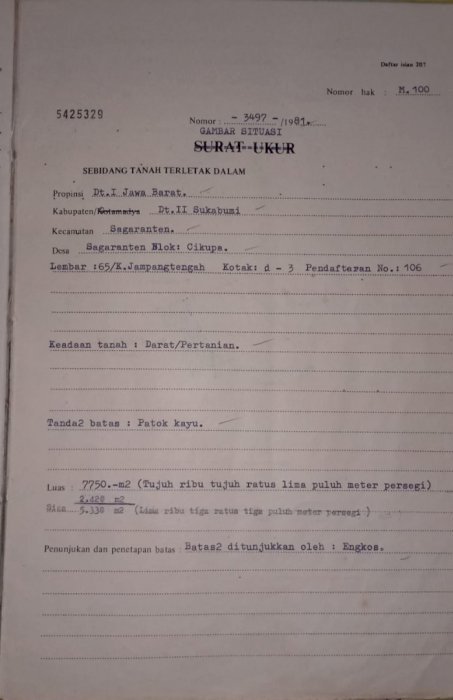 Daftar isian 207
Nomor hak : M. 100
5425329
Nomor : - 3497 - /1981.
GAMBAR SITUASI
SURAT UKUR
SEBIDANG TANAH TERLETAK DALAM
Propinsi Dt.I Jawa Barat.
Kabupaten/Kotamadya Dt.II Sukabumi
Kecamatan Sagaranten.
Desa Sagaranten Blok: Cikupa.
Lembar :65/K.Jampangtengah Kotak: d - 3 Pendaftaran No.: 106
Keadaan tanah : Darat/Pertanian.
Tanda2 batas : Patok kayu.
Luas : 7750.-m2 (Tujuh ribu tujuh ratus lima puluh meter persegi)
2.420 m2
Sisa 5.330 m2 (Lima ribu tiga ratus tiga puluh meter persegi)
Penunjukan dan penetapan batas : Batas2 ditunjukkan oleh : Engkos.